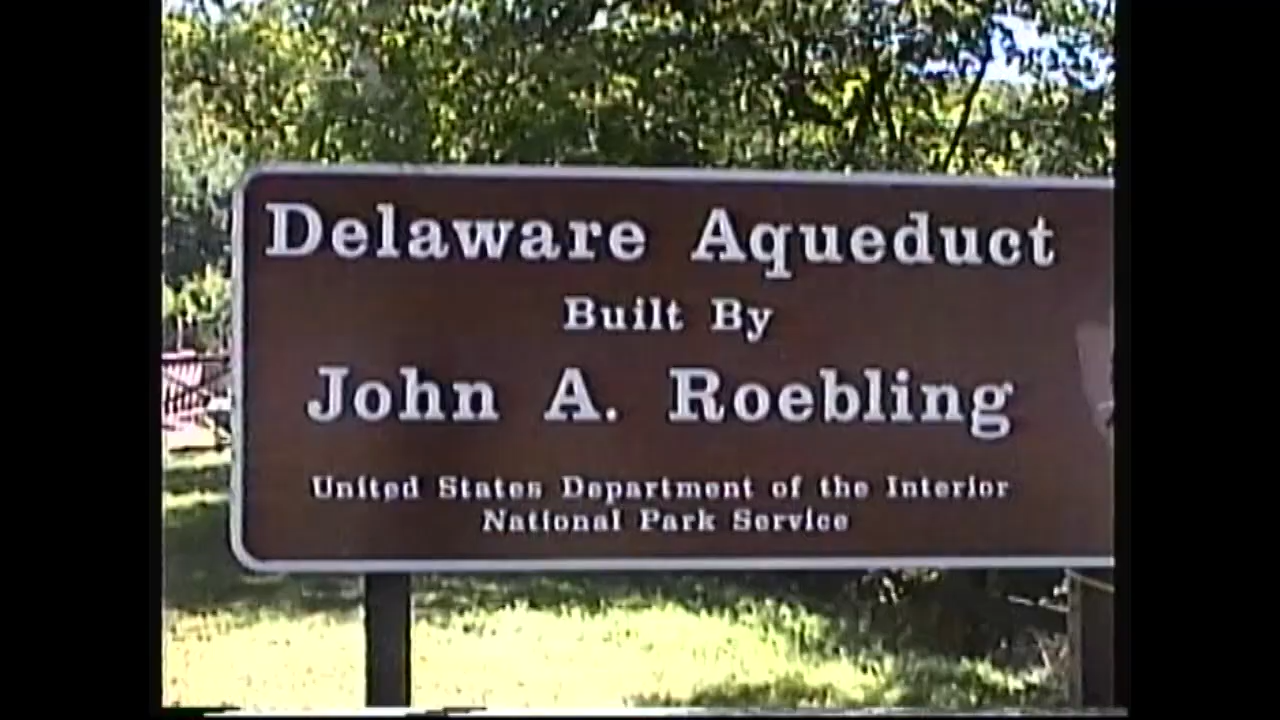 Delaware Aqueduct
Built By
John A. Roebling
United States Department of the Interior
National Park Service